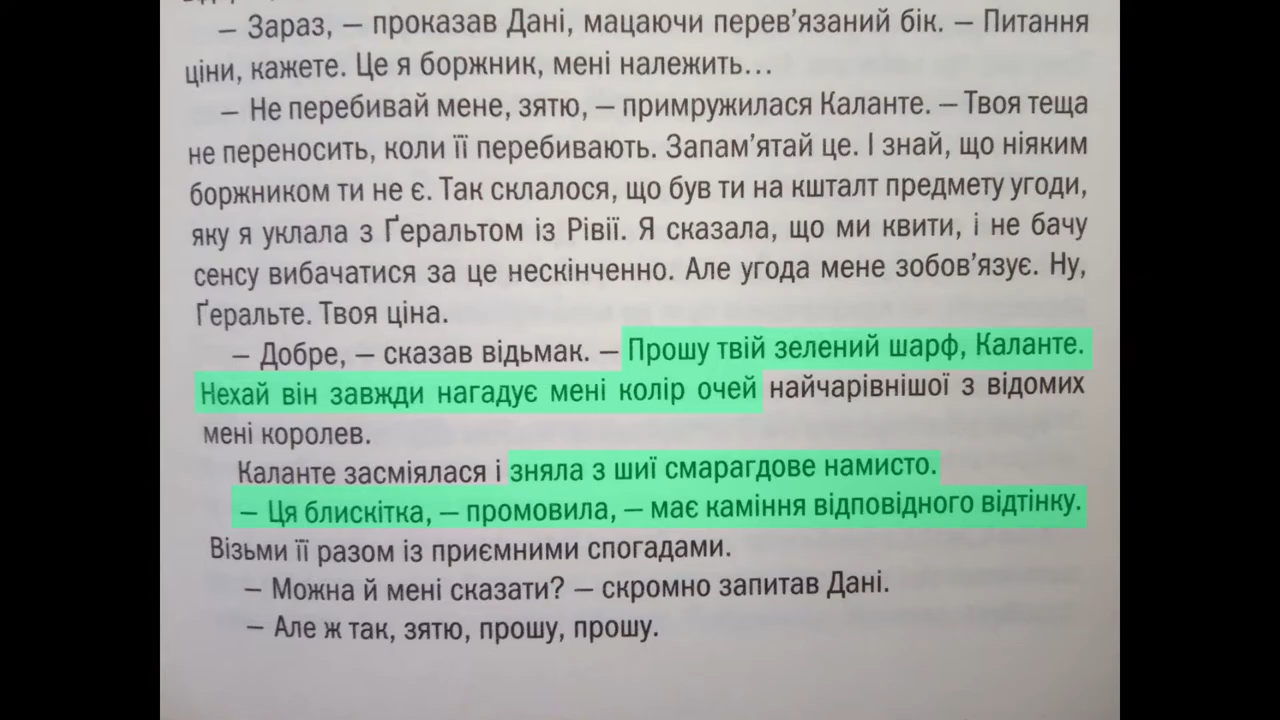 — Зараз, — проказав Дані, мацаючи перев’язаний бік. — Питання
ціни, кажете. Це я боржник, мені належить…
— Не перебивай мене, зятю, — примружилася Каланте. — Твоя теща
не переносить, коли її перебивають. Запам’ятай це. І знай, що ніяким
боржником ти не є. Так склалося, що був ти на кшталт предмету угоди,
яку я уклала з Ґеральтом із Рівії. Я сказала, що ми квити, і не бачу
сенсу вибачатися за це нескінченно. Але угода мене зобов’язує. Ну,
Ґеральте. Твоя ціна.
— Добре, — сказав відьмак. — Прошу твій зелений шарф, Каланте.
Нехай він завжди нагадує мені колір очей найчарівнішої з відомих
мені королев.
Каланте засміялася і зняла з шиї смарагдове намисто.
— Ця блискітка, — промовила, — має каміння відповідного відтінку.
Візьми її разом із приємними спогадами.
— Можна й мені сказати? — скромно запитав Дані.
— Але ж так, зятю, прошу, прошу.